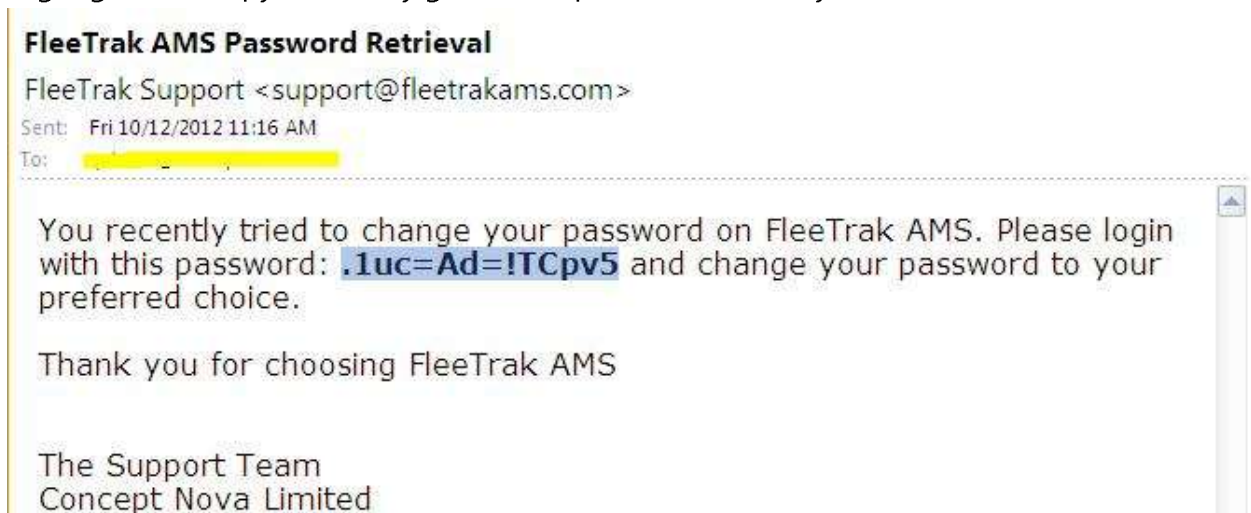 FleeTrak AMS Password Retrieval
FleeTrak Support <support@fleetrakams.com>
Sent: Fri 10/12/2012 11:16 AM
To:
You recently tried to change your password on FleeTrak AMS. Please login
with this password: .1uc=Ad=!TCpv5 and change your password to your
preferred choice.
Thank you for choosing FleeTrak AMS
The Support Team
Concept Nova Limited